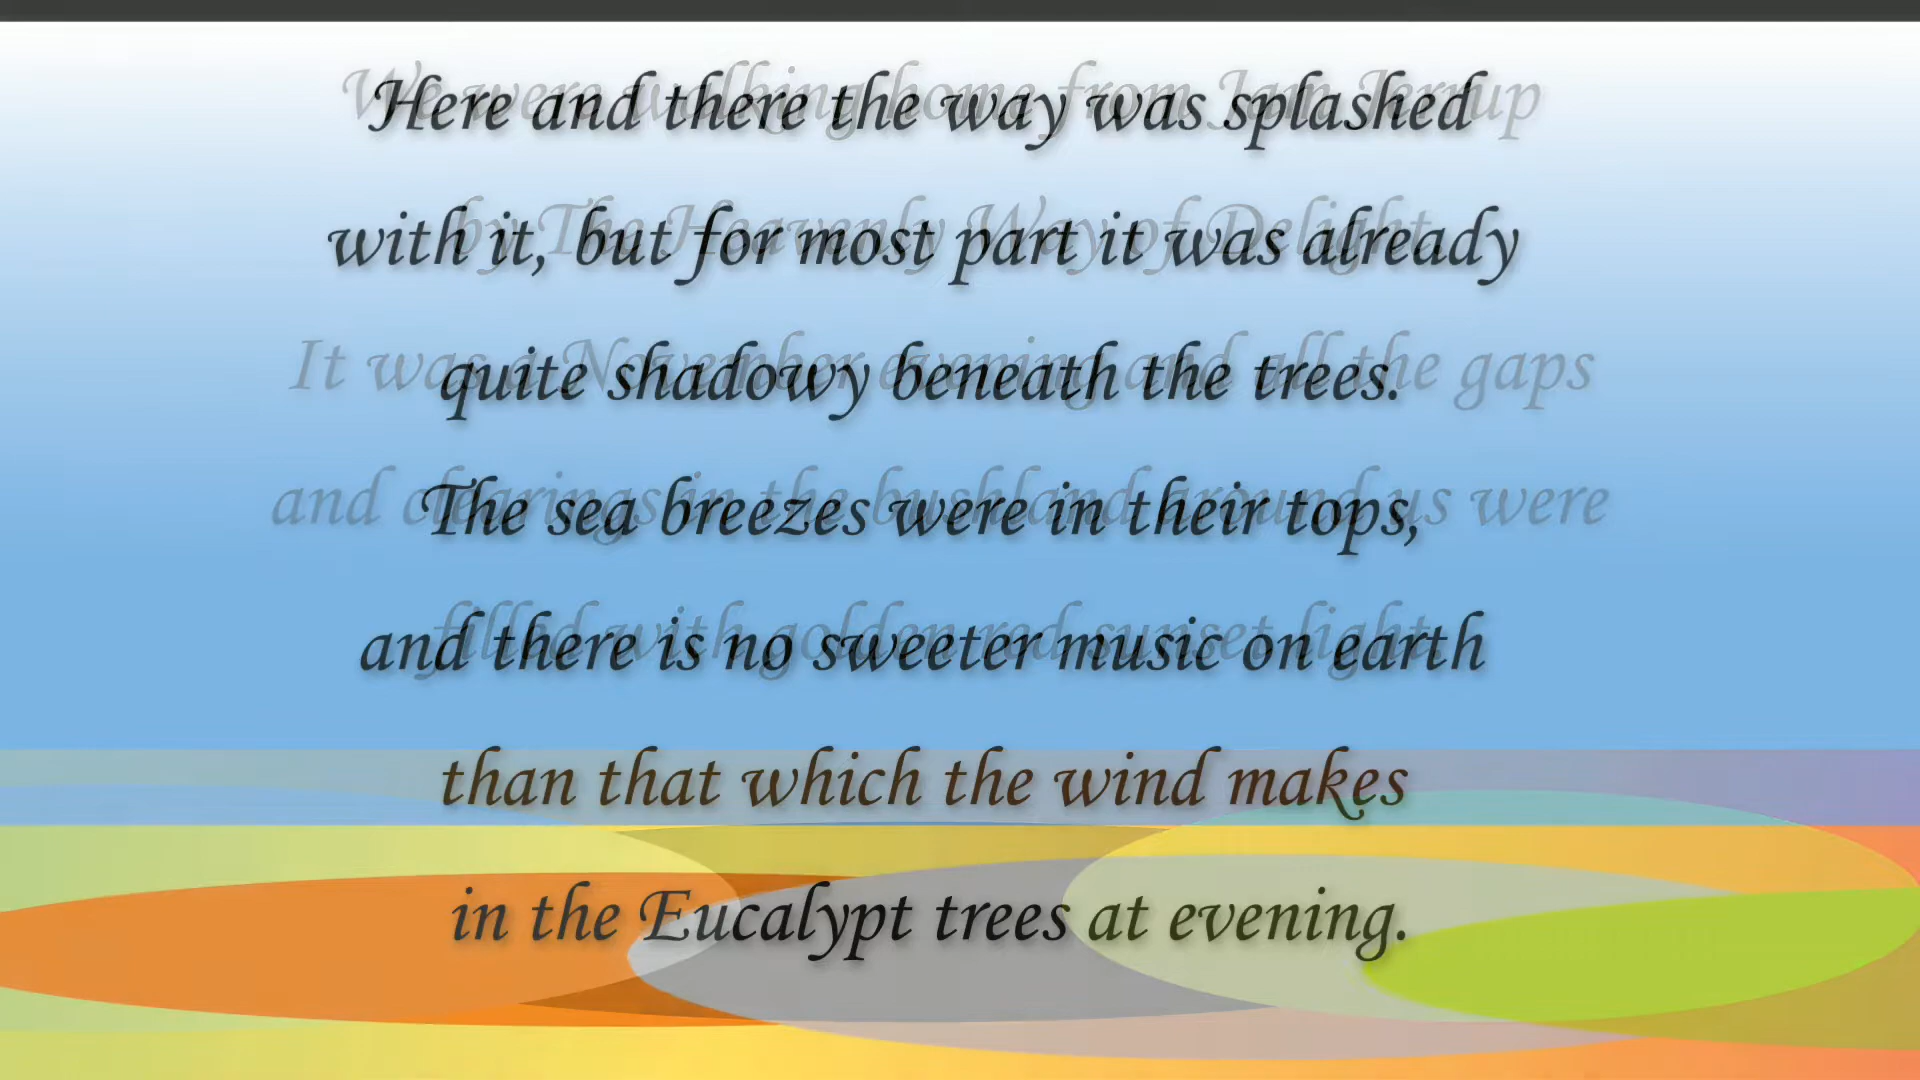 We were walking home from Jam Jerrup
by The Heavenly Way of Delight.
It was a November evening and all the gaps
and clearings in the bushland around us were
filled with golden red sunset light.
Here and there the way was splashed
with it, but for most part it was already
quite shadowy beneath the trees.
The sea breezes were in their tops,
and there is no sweeter music on earth
than that which the wind makes
in the Eucalypt trees at evening.